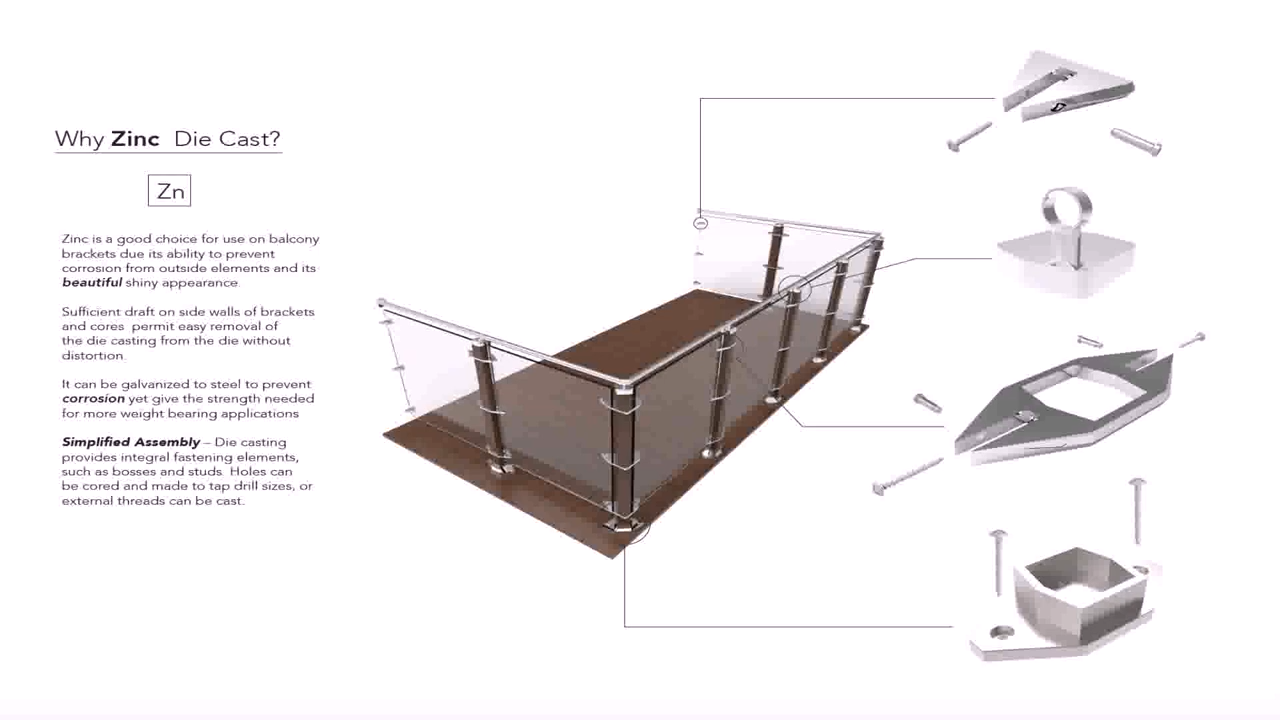 Why Zinc Die Cast?
Zn
Zinc is a good choice for use on balcony
brackets due its ability to prevent
corrosion from outside elements and its
beautiful shiny appearance.
Sufficient draft on side walls of brackets
and cores permit easy removal of
the die casting from the die without
distortion.
It can be galvanized to steel to prevent
corrosion yet give the strength needed
for more weight bearing applications
Simplified Assembly – Die casting
provides integral fastening elements,
such as bosses and studs. Holes can
be cored and made to tap drill sizes, or
external threads can be cast.